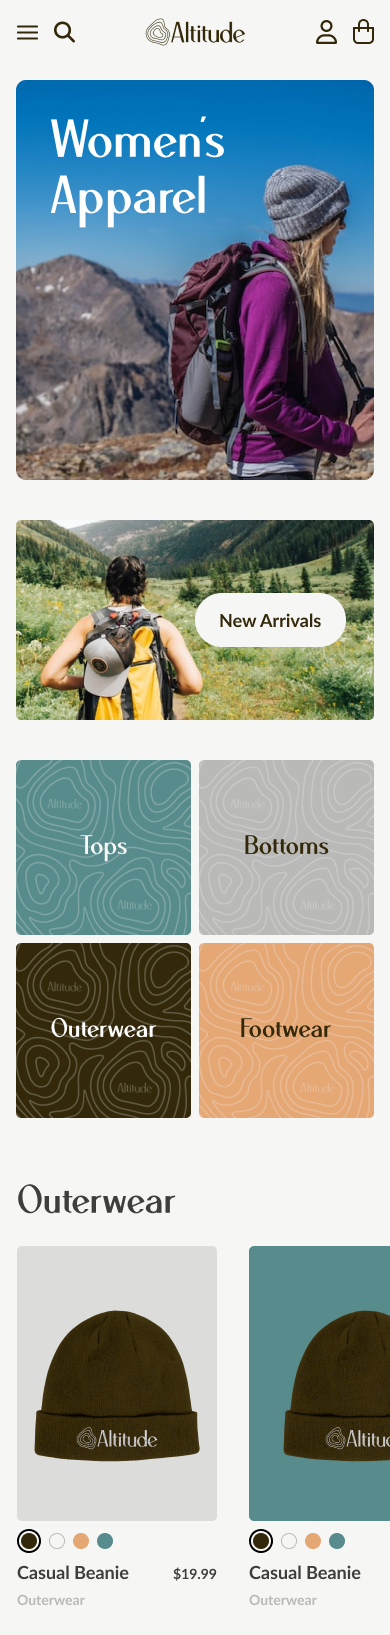 Altitude
Women's
Apparel
New Arrivals
Altitude
Tops
Altitude
Altitude
Bottoms
Altitude
Altitude
Outerwear
Altitude
Altitude
Footwear
Altitude
Outerwear
Altitude
Altitu
Casual Beanie $19.99
Outerwear
Casual Beanie
Outerwear